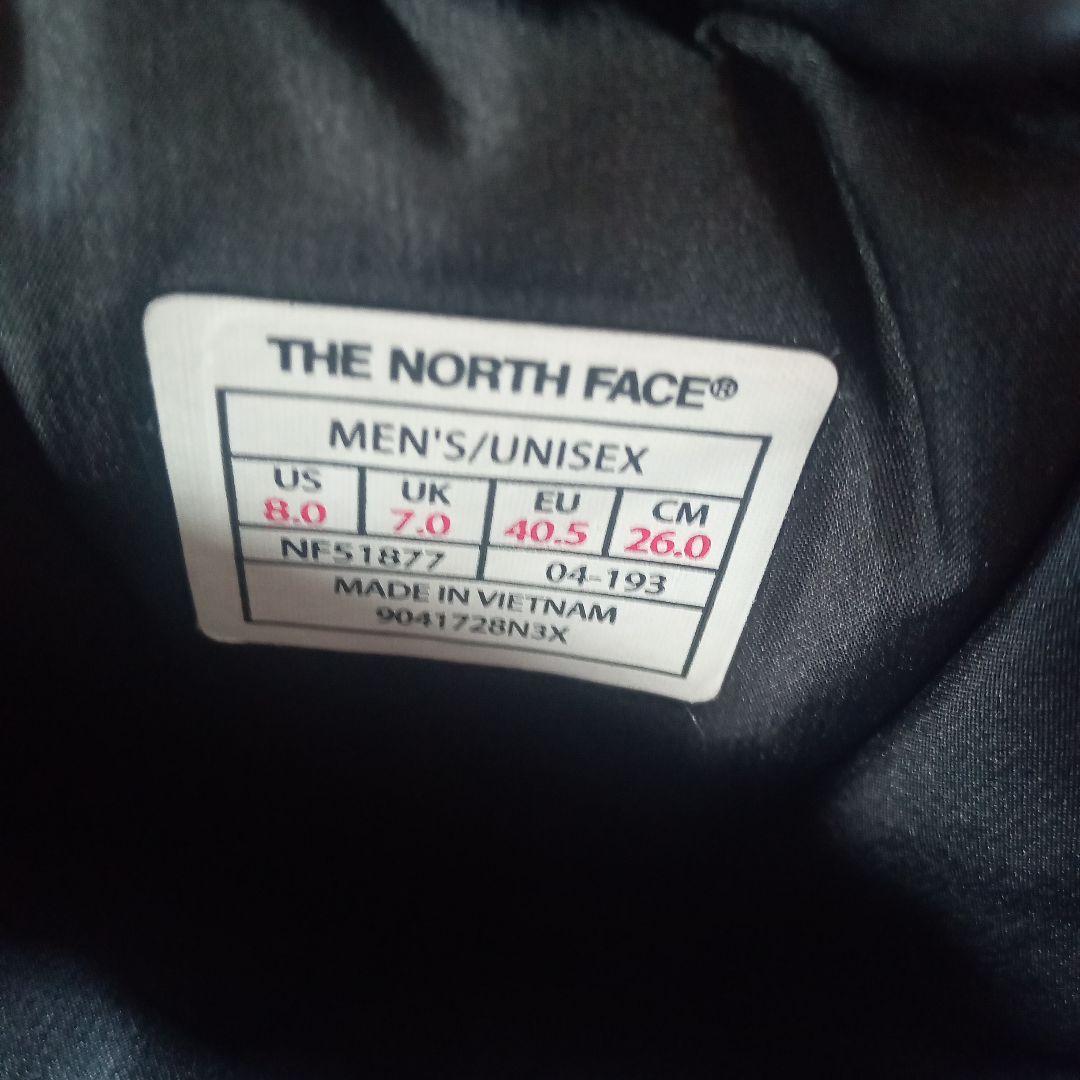 THE NORTH FACE®
MEN'S/UNISEX
US UK EU CM
8.0 7.0 40.5 26.0
NF51877 04-193
MADE IN VIETNAM
9041728N3X